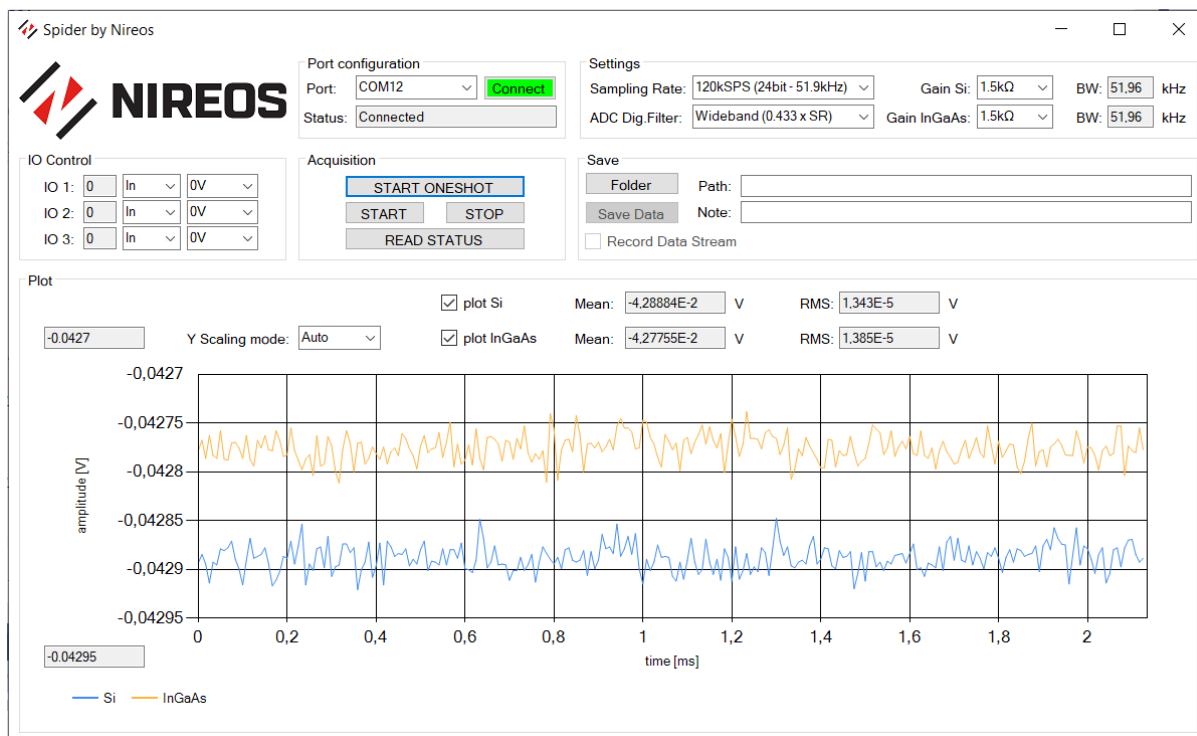 Spider by Nireos
NIREOS
Port configuration
Port: COM12 Connect
Status: Connected
Settings
Sampling Rate: 120kSPS (24bit - 51.9kHz) Gain Si: 1.5kΩ BW: 51,96 kHz
ADC Dig.Filter: Wideband (0.433 x SR) Gain InGaAs: 1.5kΩ BW: 51,96 kHz
IO Control
IO 1: 0 In 0V
IO 2: 0 In 0V
IO 3: 0 In 0V
Acquisition
START ONESHOT
START STOP
READ STATUS
Save
Folder Path:
Save Data Note:
Record Data Stream
Plot
plot Si Mean: -4,28884E-2 V RMS: 1,343E-5 V
-0.0427 Y Scaling mode: Auto plot InGaAs Mean: -4,27755E-2 V RMS: 1,385E-5 V
-0,0427
-0,04275
-0,0428
-0,04285
-0,0429
-0,04295
amplitude [V]
0 0,2 0,4 0,6 0,8 1 1,2 1,4 1,6 1,8 2
time [ms]
-0.04295
Si InGaAs